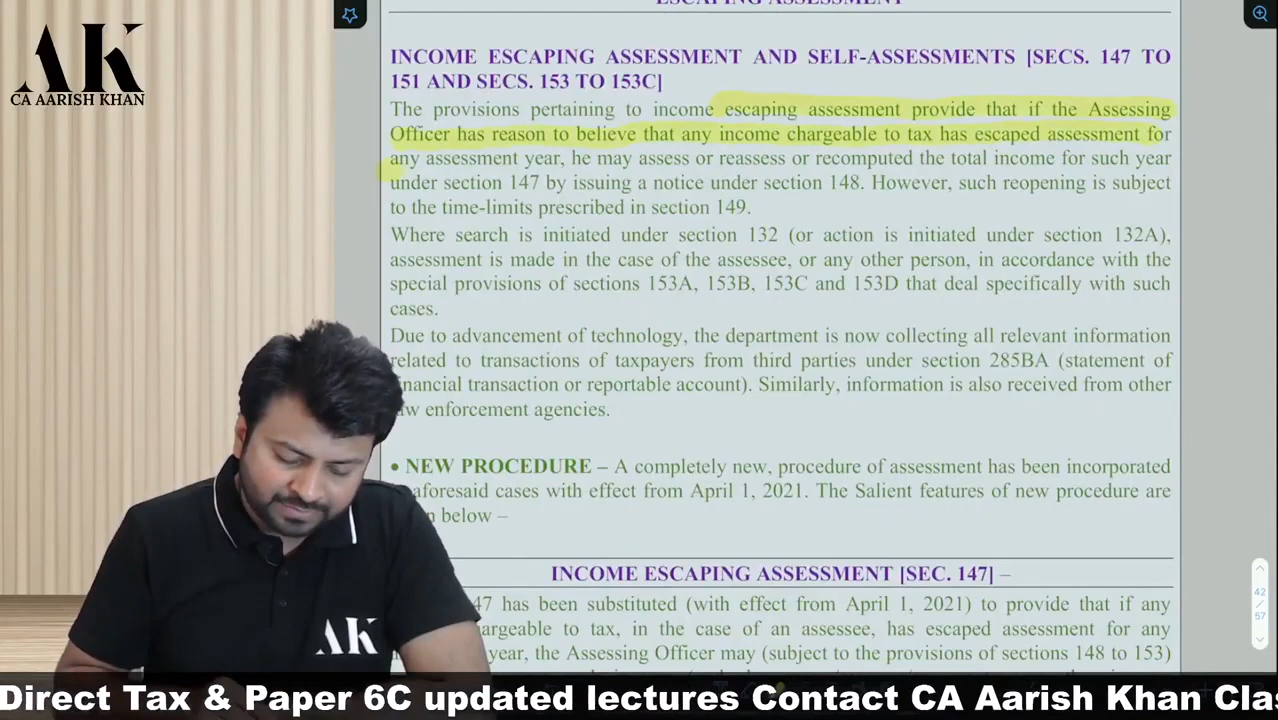 AK
CA AARISH KHAN
ESCAPING ASSESSMENT
INCOME ESCAPING ASSESSMENT AND SELF-ASSESSMENTS [SECS. 147 TO
151 AND SECS. 153 TO 153C]
The provisions pertaining to income escaping assessment provide that if the Assessing
Officer has reason to believe that any income chargeable to tax has escaped assessment for
any assessment year, he may assess or reassess or recomputed the total income for such year
under section 147 by issuing a notice under section 148. However, such reopening is subject
to the time-limits prescribed in section 149.
Where search is initiated under section 132 (or action is initiated under section 132A),
assessment is made in the case of the assessee, or any other person, in accordance with the
special provisions of sections 153A, 153B, 153C and 153D that deal specifically with such
cases.
Due to advancement of technology, the department is now collecting all relevant information
related to transactions of taxpayers from third parties under section 285BA (statement of
financial transaction or reportable account). Similarly, information is also received from other
law enforcement agencies.
• NEW PROCEDURE – A completely new, procedure of assessment has been incorporated
aforesaid cases with effect from April 1, 2021. The Salient features of new procedure are
below –
INCOME ESCAPING ASSESSMENT [SEC. 147] –
47 has been substituted (with effect from April 1, 2021) to provide that if any
chargeable to tax, in the case of an assessee, has escaped assessment for any
year, the Assessing Officer may (subject to the provisions of sections 148 to 153)
42
/
57
AK
Direct Tax & Paper 6C updated lectures Contact CA Aarish Khan Clas